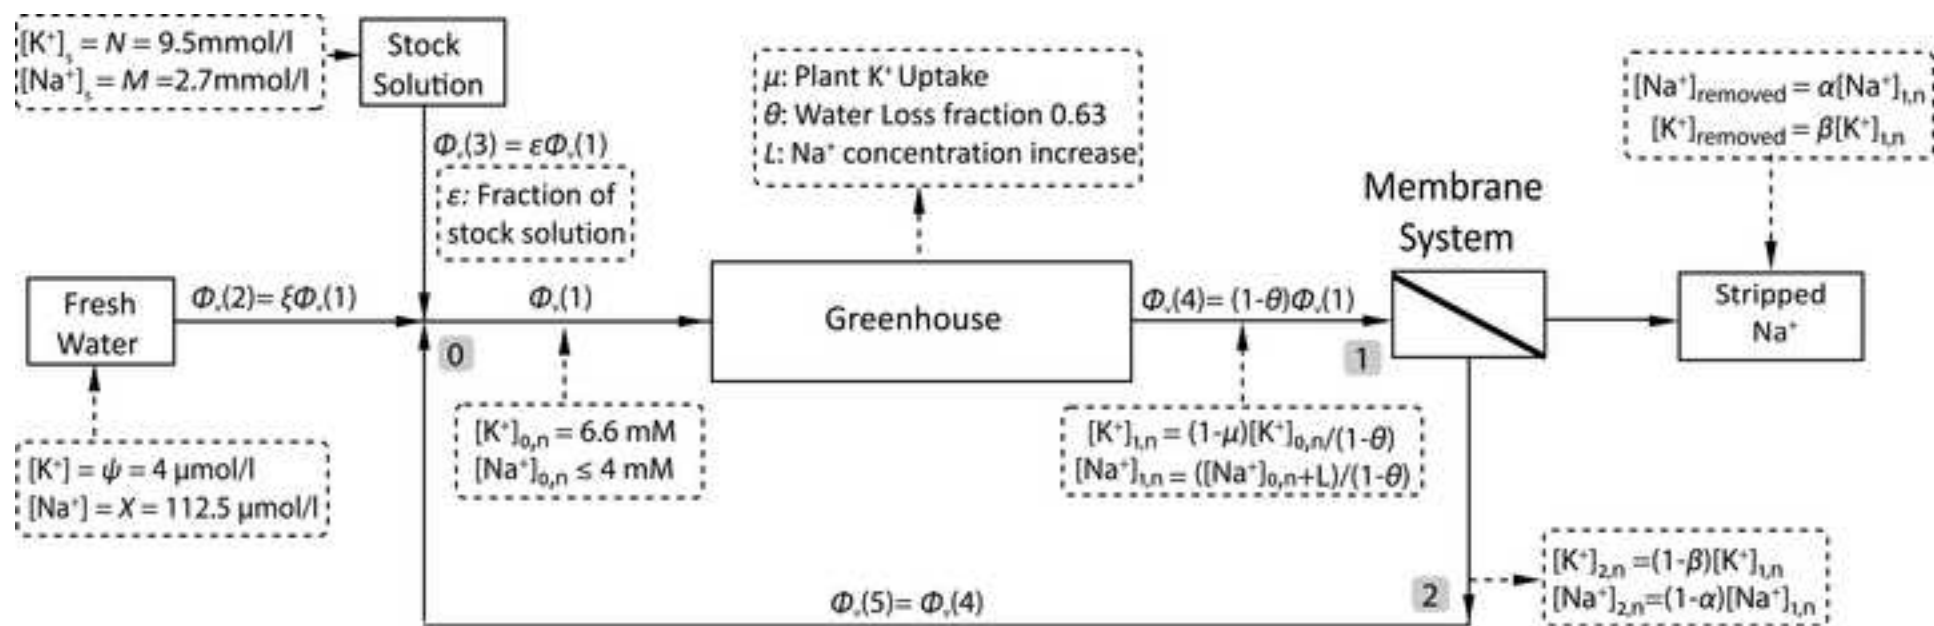 [K⁺]ₛ = N = 9.5mmol/l
[Na⁺]ₛ = M =2.7mmol/l
Stock
Solution
μ: Plant K⁺ Uptake
θ: Water Loss fraction 0.63
L: Na⁺ concentration increase
[Na⁺]removed = α[Na⁺]₁,ₙ
[K⁺]removed = β[K⁺]₁,ₙ
Φᵥ(3) = εΦᵥ(1)
ε: Fraction of
stock solution
Membrane
System
Fresh
Water
Φᵥ(2)= ξΦᵥ(1)
Φᵥ(1)
Greenhouse
Φᵥ(4)= (1-θ)Φᵥ(1)
Stripped
Na⁺
0
1
[K⁺]₀,ₙ = 6.6 mM
[Na⁺]₀,ₙ ≤ 4 mM
[K⁺]₁,ₙ = (1-μ)[K⁺]₀,ₙ/(1-θ)
[Na⁺]₁,ₙ = ([Na⁺]₀,ₙ+L)/(1-θ)
[K⁺] = ψ = 4 μmol/l
[Na⁺] = X = 112.5 μmol/l
2
[K⁺]₂,ₙ =(1-β)[K⁺]₁,ₙ
[Na⁺]₂,ₙ=(1-α)[Na⁺]₁,ₙ
Φᵥ(5)= Φᵥ(4)